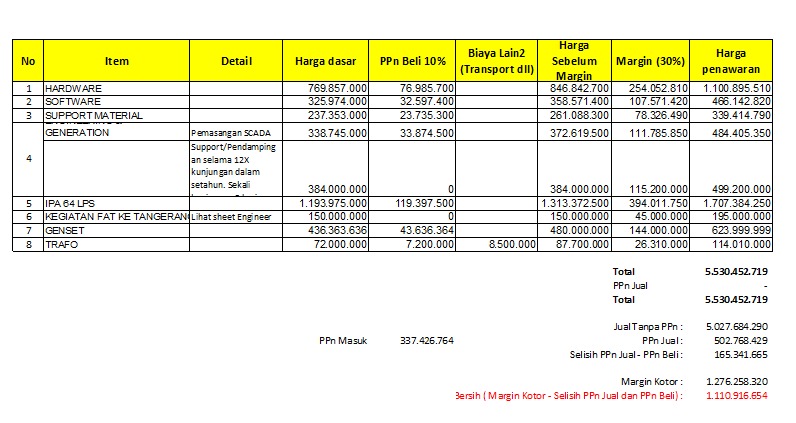 No Item Detail Harga dasar PPn Beli 10% Biaya Lain2 (Transport dll) Harga Sebelum Margin Margin (30%) Harga penawaran
1 HARDWARE 769.857.000 76.985.700 846.842.700 254.052.810 1.100.895.510
2 SOFTWARE 325.974.000 32.597.400 358.571.400 107.571.420 466.142.820
3 SUPPORT MATERIAL 237.353.000 23.735.300 261.088.300 78.326.490 339.414.790
4 GENERATION Pemasangan SCADA 338.745.000 33.874.500 372.619.500 111.785.850 484.405.350
Support/Pendamping
an selama 12X
kunjungan dalam
setahun. Sekali
384.000.000 0 384.000.000 115.200.000 499.200.000
5 IPA 64 LPS 1.193.975.000 119.397.500 1.313.372.500 394.011.750 1.707.384.250
6 KEGIATAN FAT KE TANGERANG Lihat sheet Engineer 150.000.000 0 150.000.000 45.000.000 195.000.000
7 GENSET 436.363.636 43.636.364 480.000.000 144.000.000 623.999.999
8 TRAFO 72.000.000 7.200.000 8.500.000 87.700.000 26.310.000 114.010.000
Total 5.530.452.719
PPn Jual -
Total 5.530.452.719
Jual Tanpa PPn : 5.027.684.290
PPn Masuk 337.426.764 PPn Jual : 502.768.429
Selisih PPn Jual - PPn Beli : 165.341.665
Margin Kotor : 1.276.258.320
Bersih ( Margin Kotor - Selisih PPn Jual dan PPn Beli) : 1.110.916.654